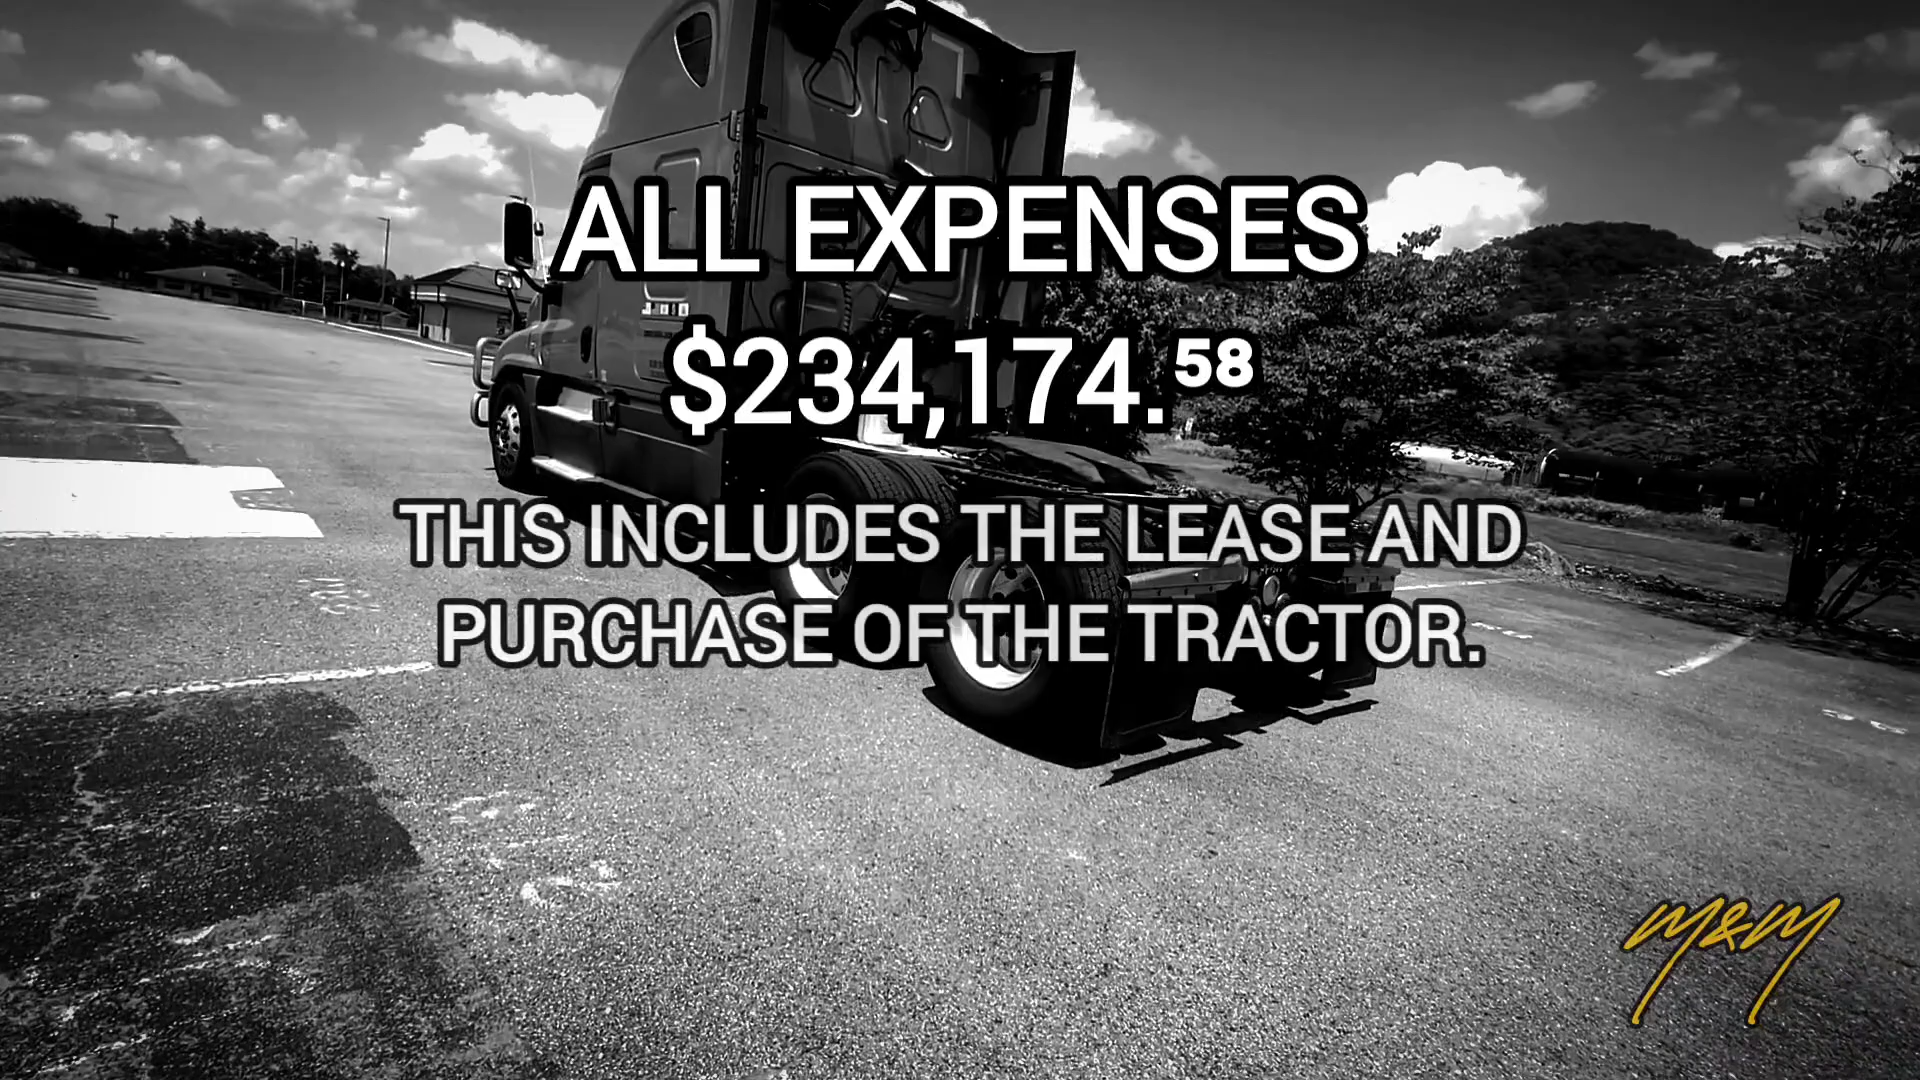 ALL EXPENSES
$234,174.⁵⁸
THIS INCLUDES THE LEASE AND
PURCHASE OF THE TRACTOR.
M&M